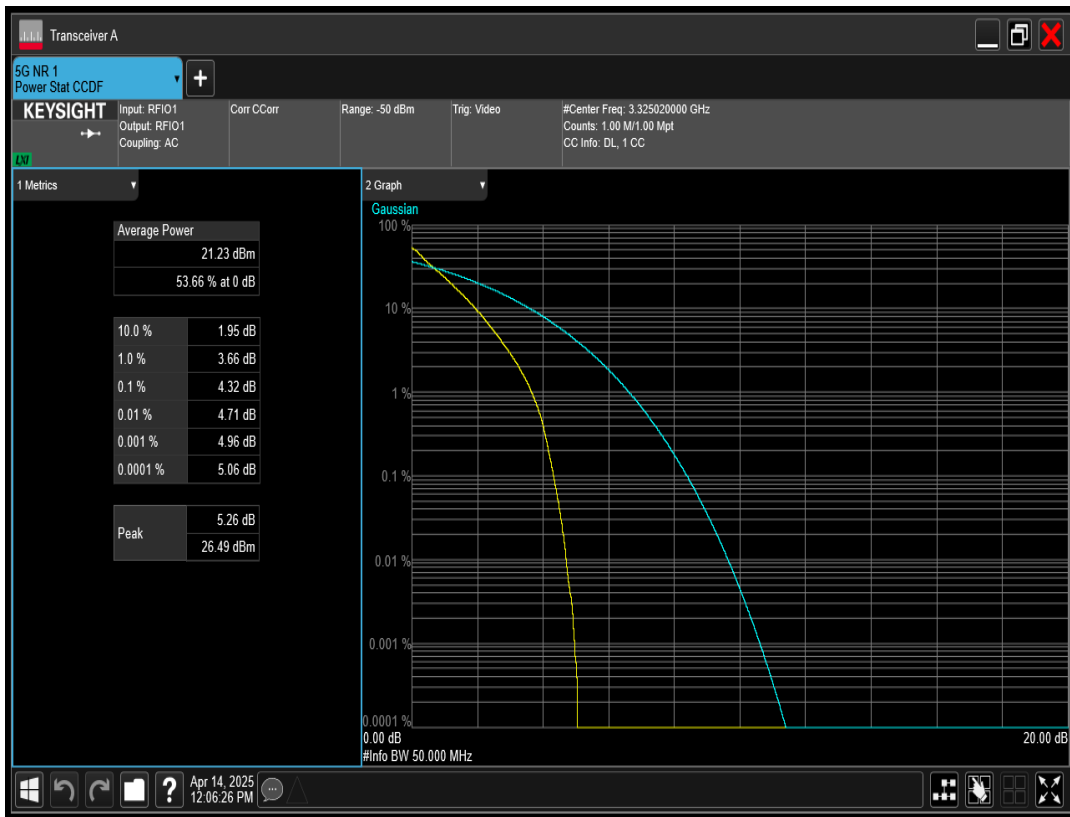 Transceiver A
5G NR 1
Power Stat CCDF
+
KEYSIGHT
LXI
Input: RFIO1
Output: RFIO1
Coupling: AC
Corr CCorr
Range: -50 dBm
Trig: Video
#Center Freq: 3.325020000 GHz
Counts: 1.00 M/1.00 Mpt
CC Info: DL, 1 CC
1 Metrics
Average Power
21.23 dBm
53.66 % at 0 dB
10.0 % 1.95 dB
1.0 % 3.66 dB
0.1 % 4.32 dB
0.01 % 4.71 dB
0.001 % 4.96 dB
0.0001 % 5.06 dB
Peak
5.26 dB
26.49 dBm
2 Graph
Gaussian
100 %
10 %
1 %
0.1 %
0.01 %
0.001 %
0.0001 %
0.00 dB 20.00 dB
#Info BW 50.000 MHz
?
Apr 14, 2025
12:06:26 PM